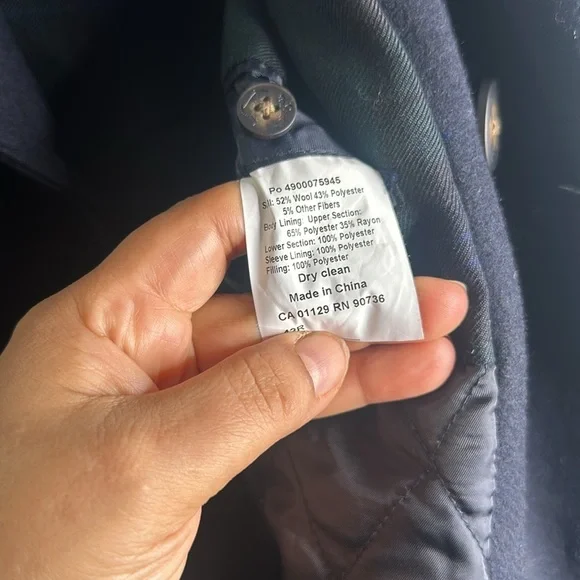 Po 4900075945
Sll: 52% Wool 43% Polyester
5% Other Fibers
Body Lining: Upper Section:
65% Polyester 35% Rayon
Lower Section: 100% Polyester
Sleeve Lining: 100% Polyester
Filling: 100% Polyester
Dry clean
Made in China
CA 01129 RN 90736